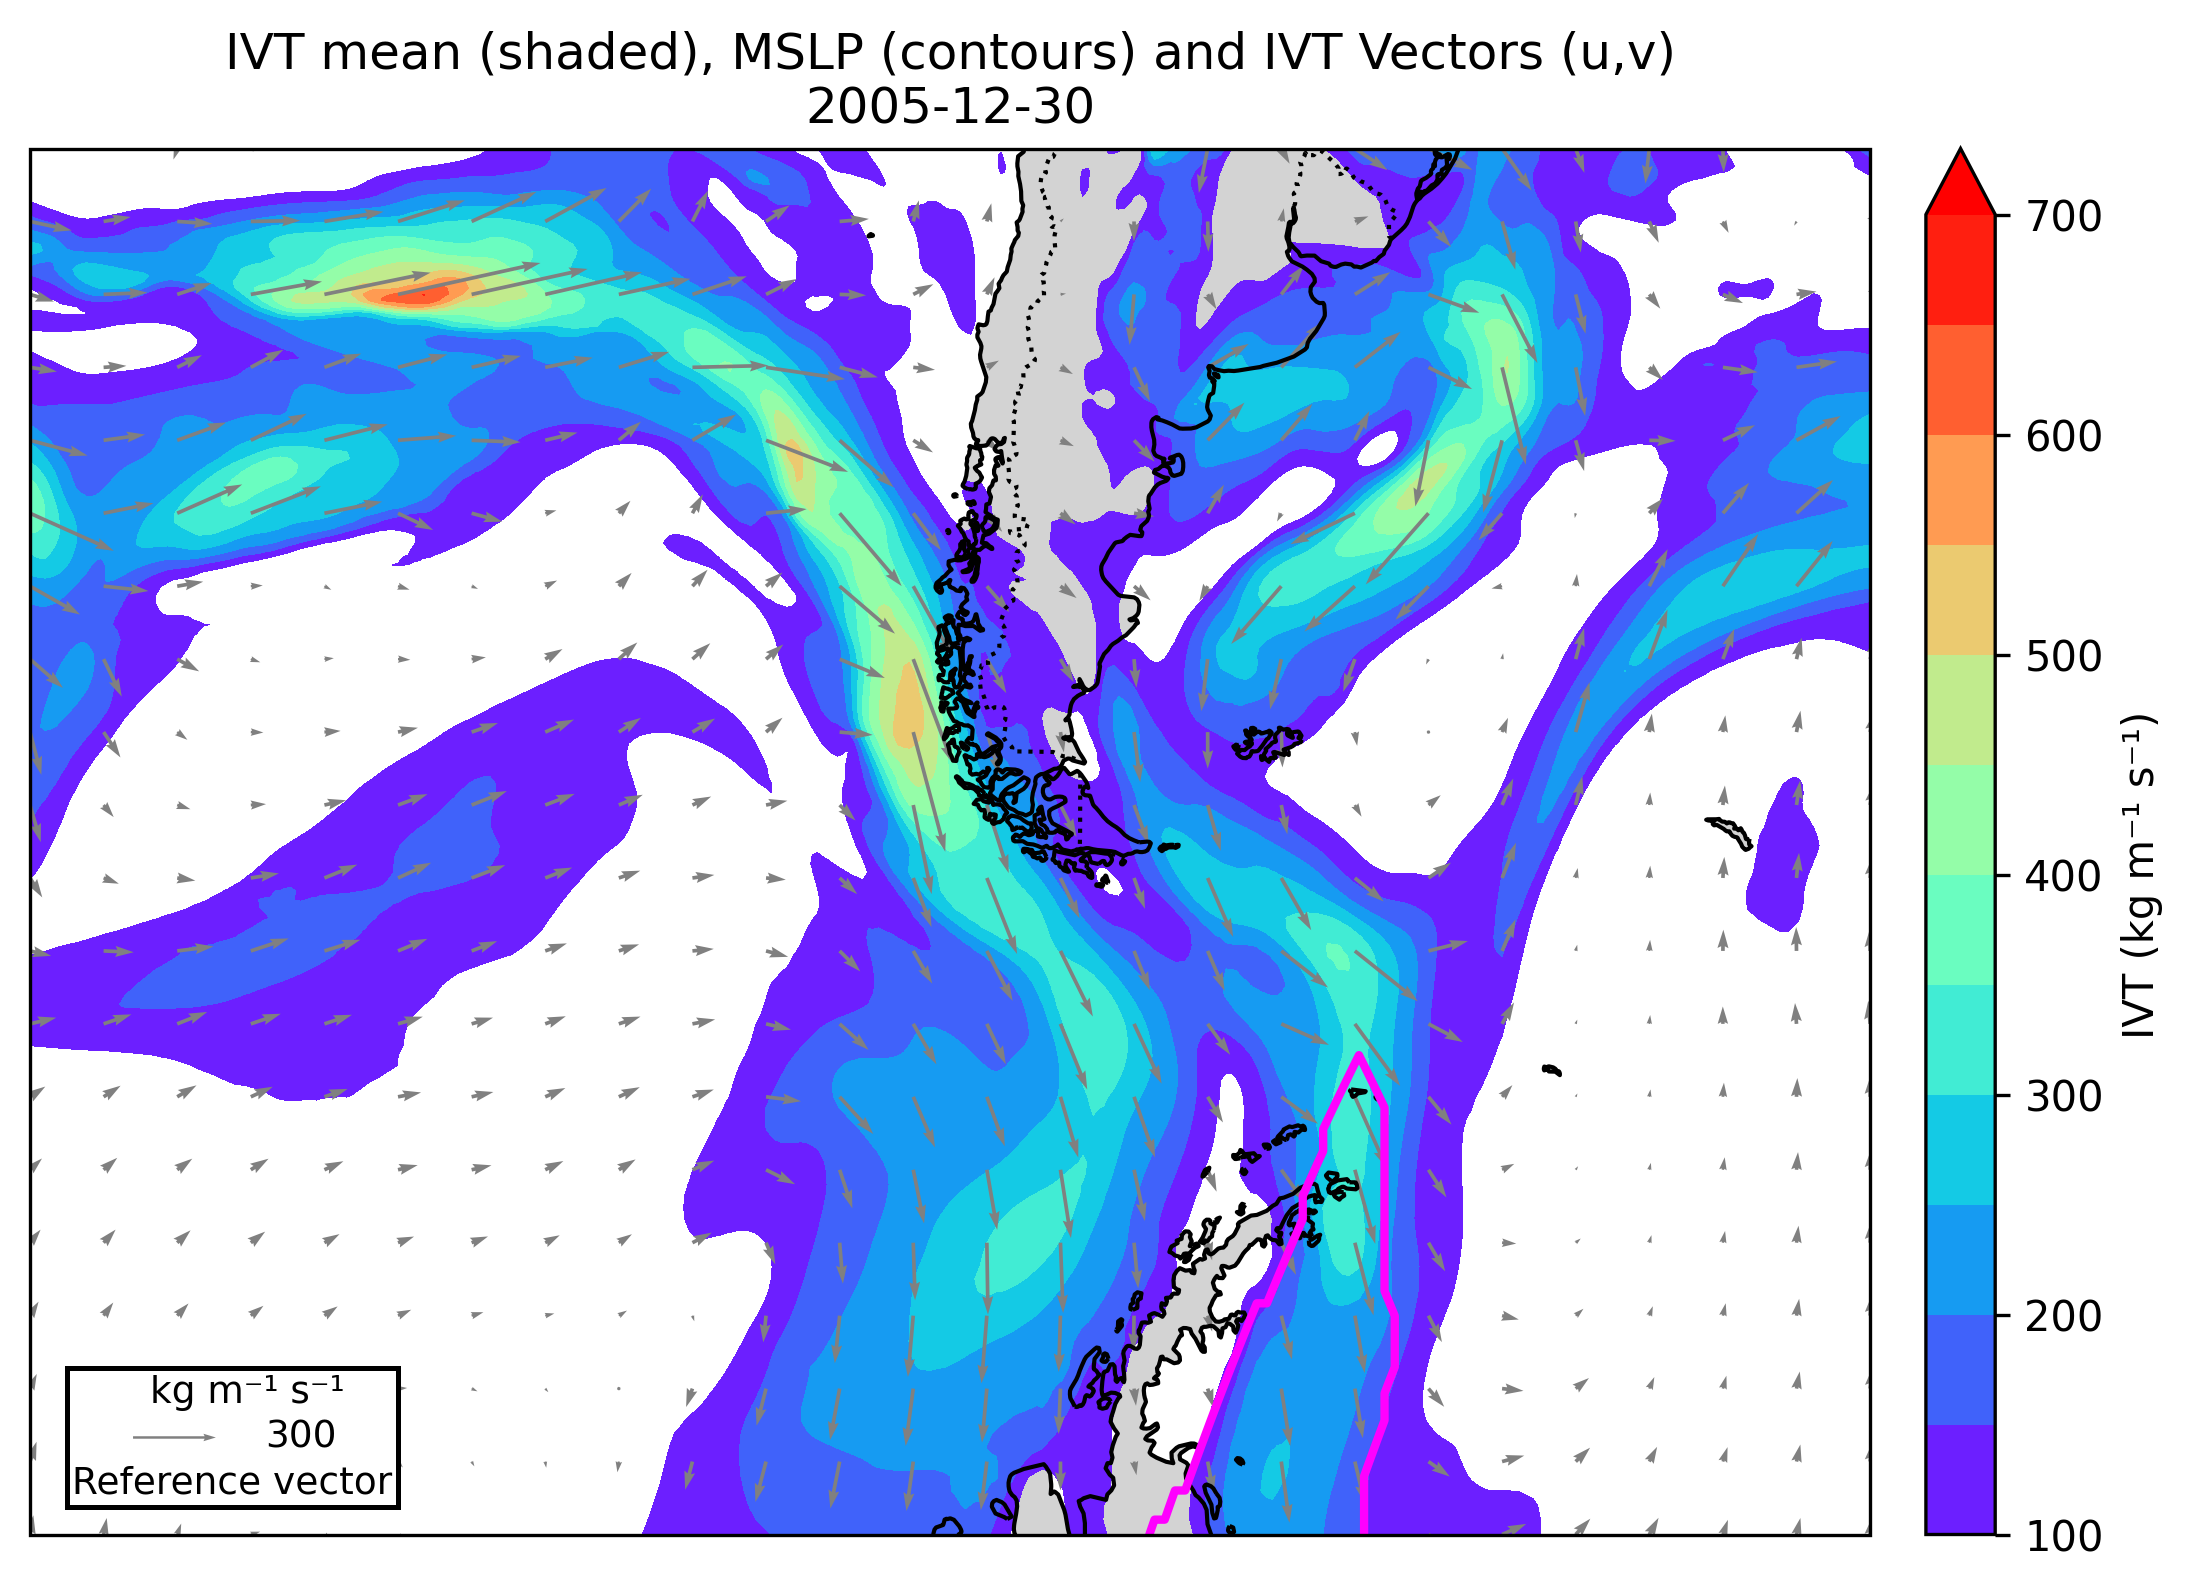 IVT mean (shaded), MSLP (contours) and IVT Vectors (u,v)
2005-12-30
kg m⁻¹ s⁻¹
300
Reference vector
700
600
500
400
300
200
100
IVT (kg m⁻¹ s⁻¹)